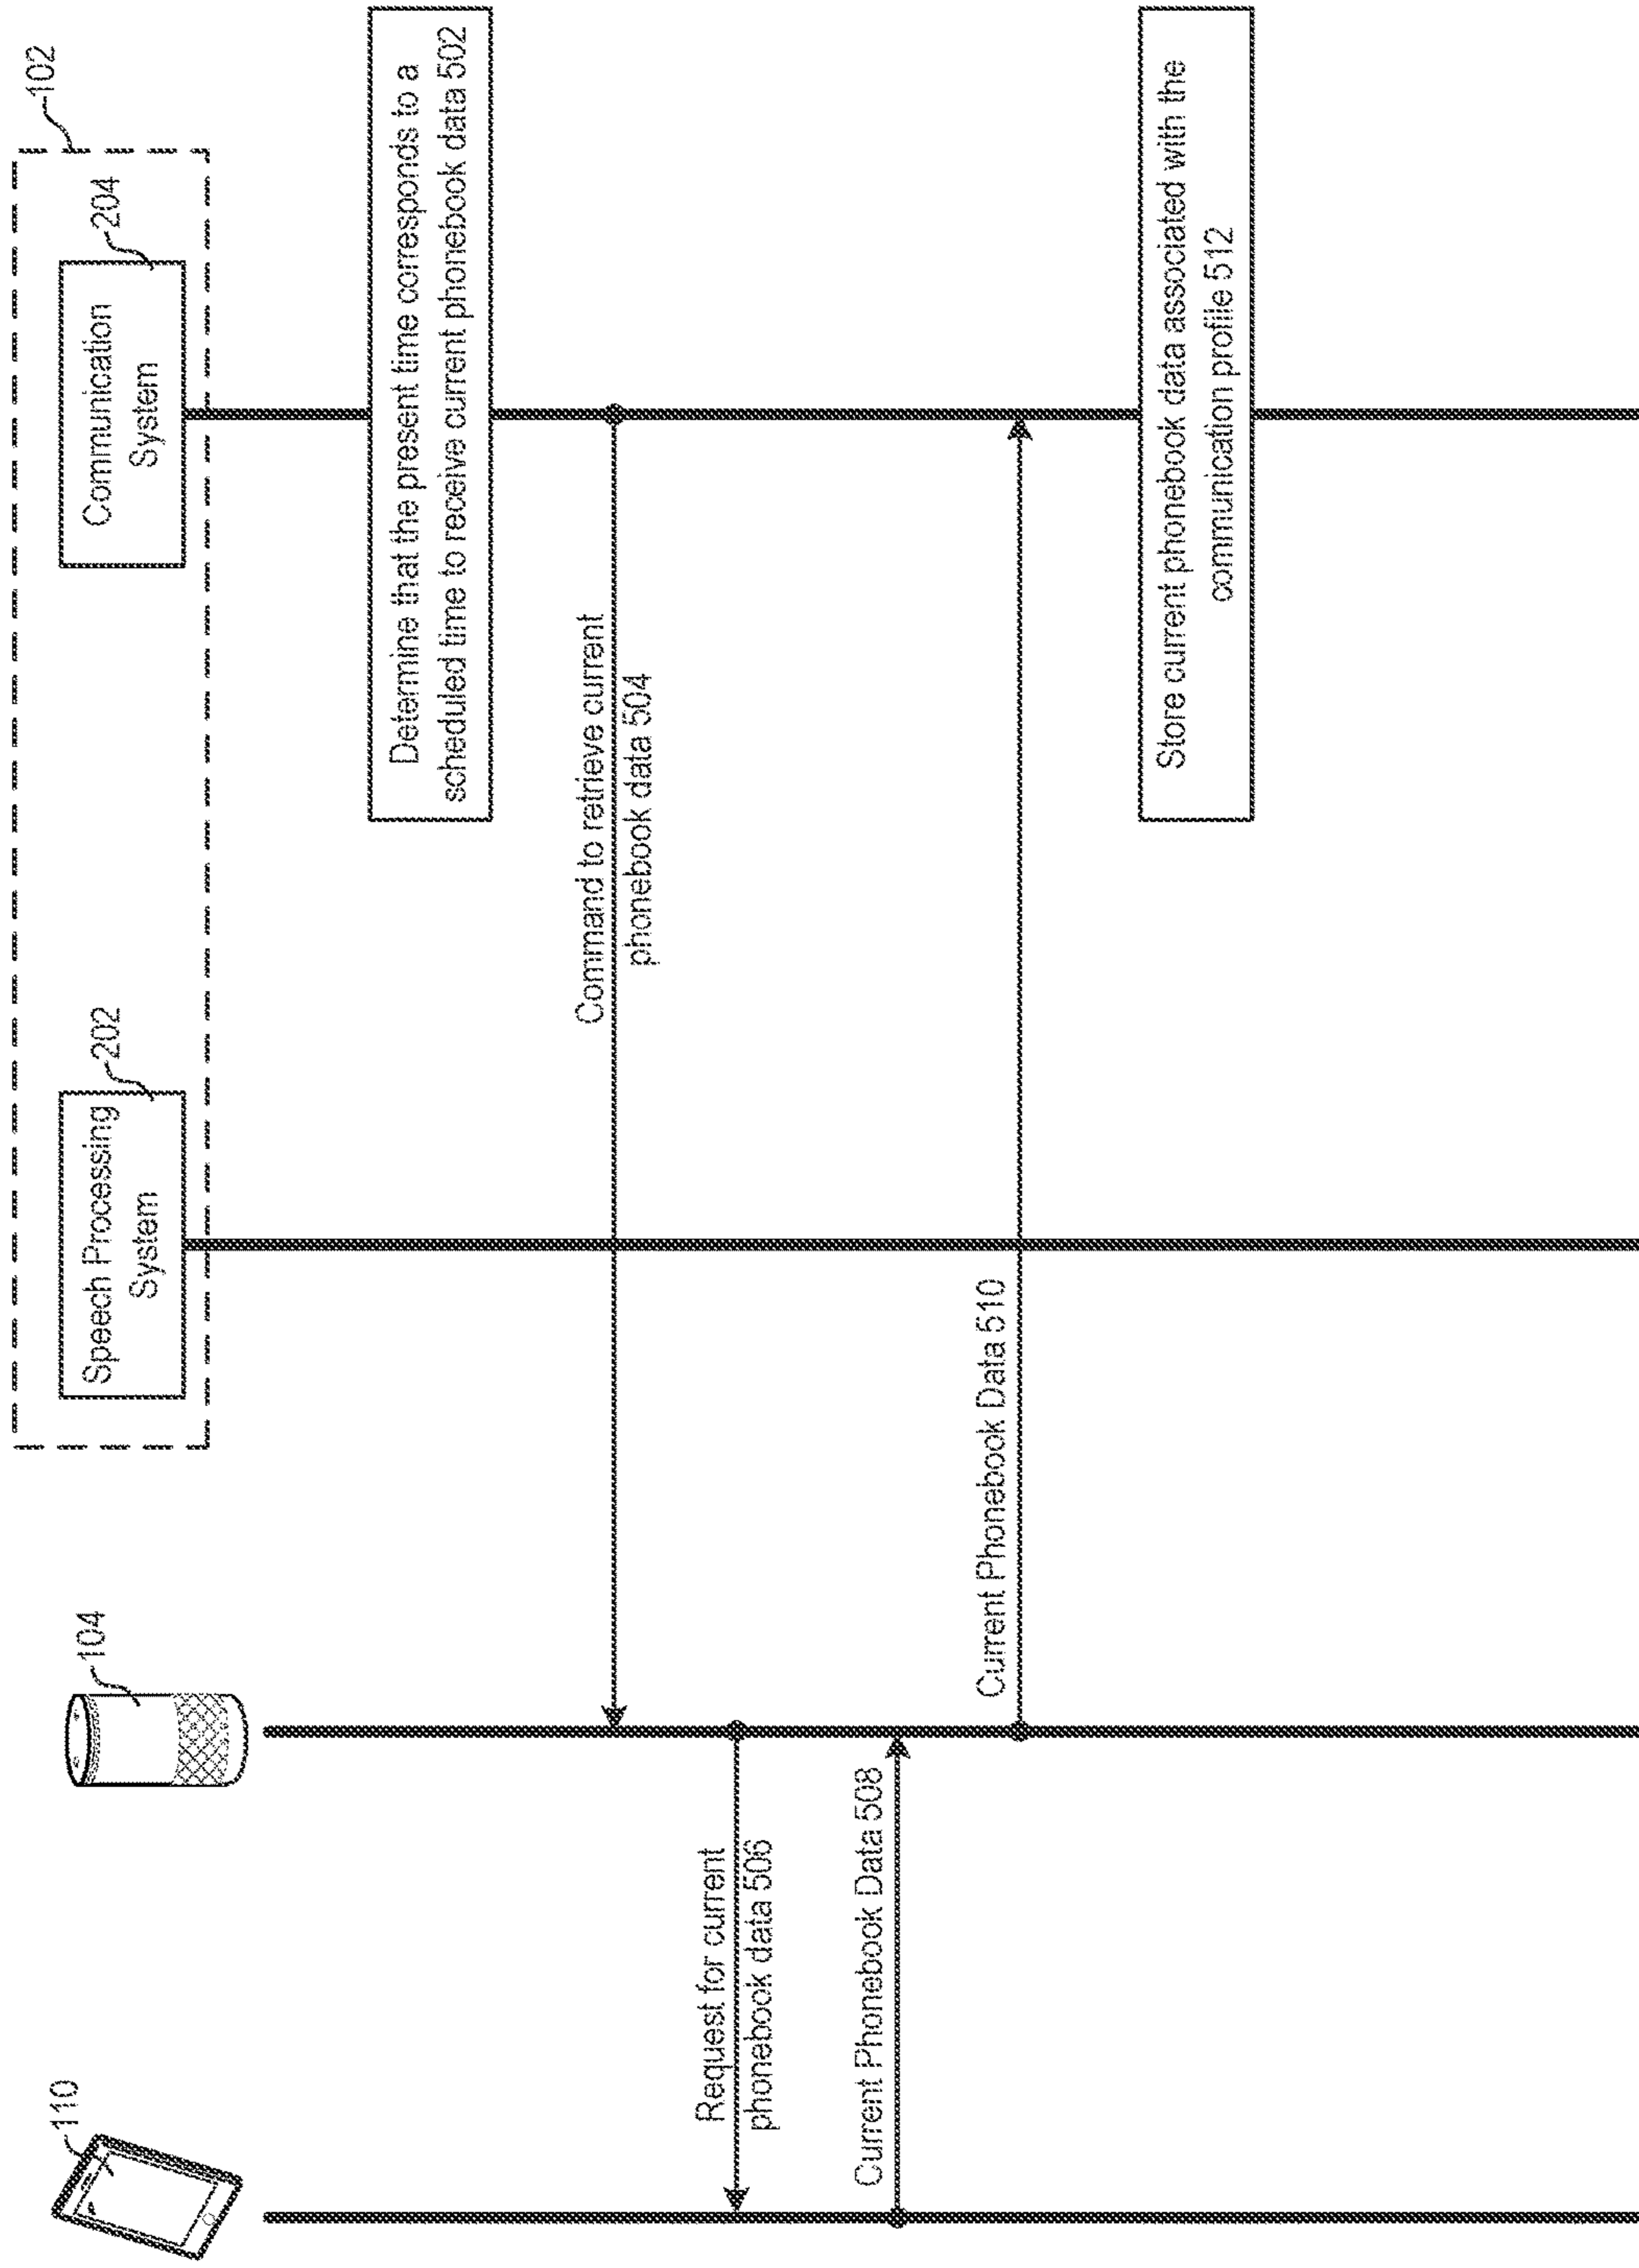 110
104
102
Speech Processing
System
202
Communication
System
204
Determine that the present time corresponds to a
scheduled time to receive current phonebook data 502
Command to retrieve current
phonebook data 504
Request for current
phonebook data 506
Current Phonebook Data 508
Current Phonebook Data 510
Store current phonebook data associated with the
communication profile 512